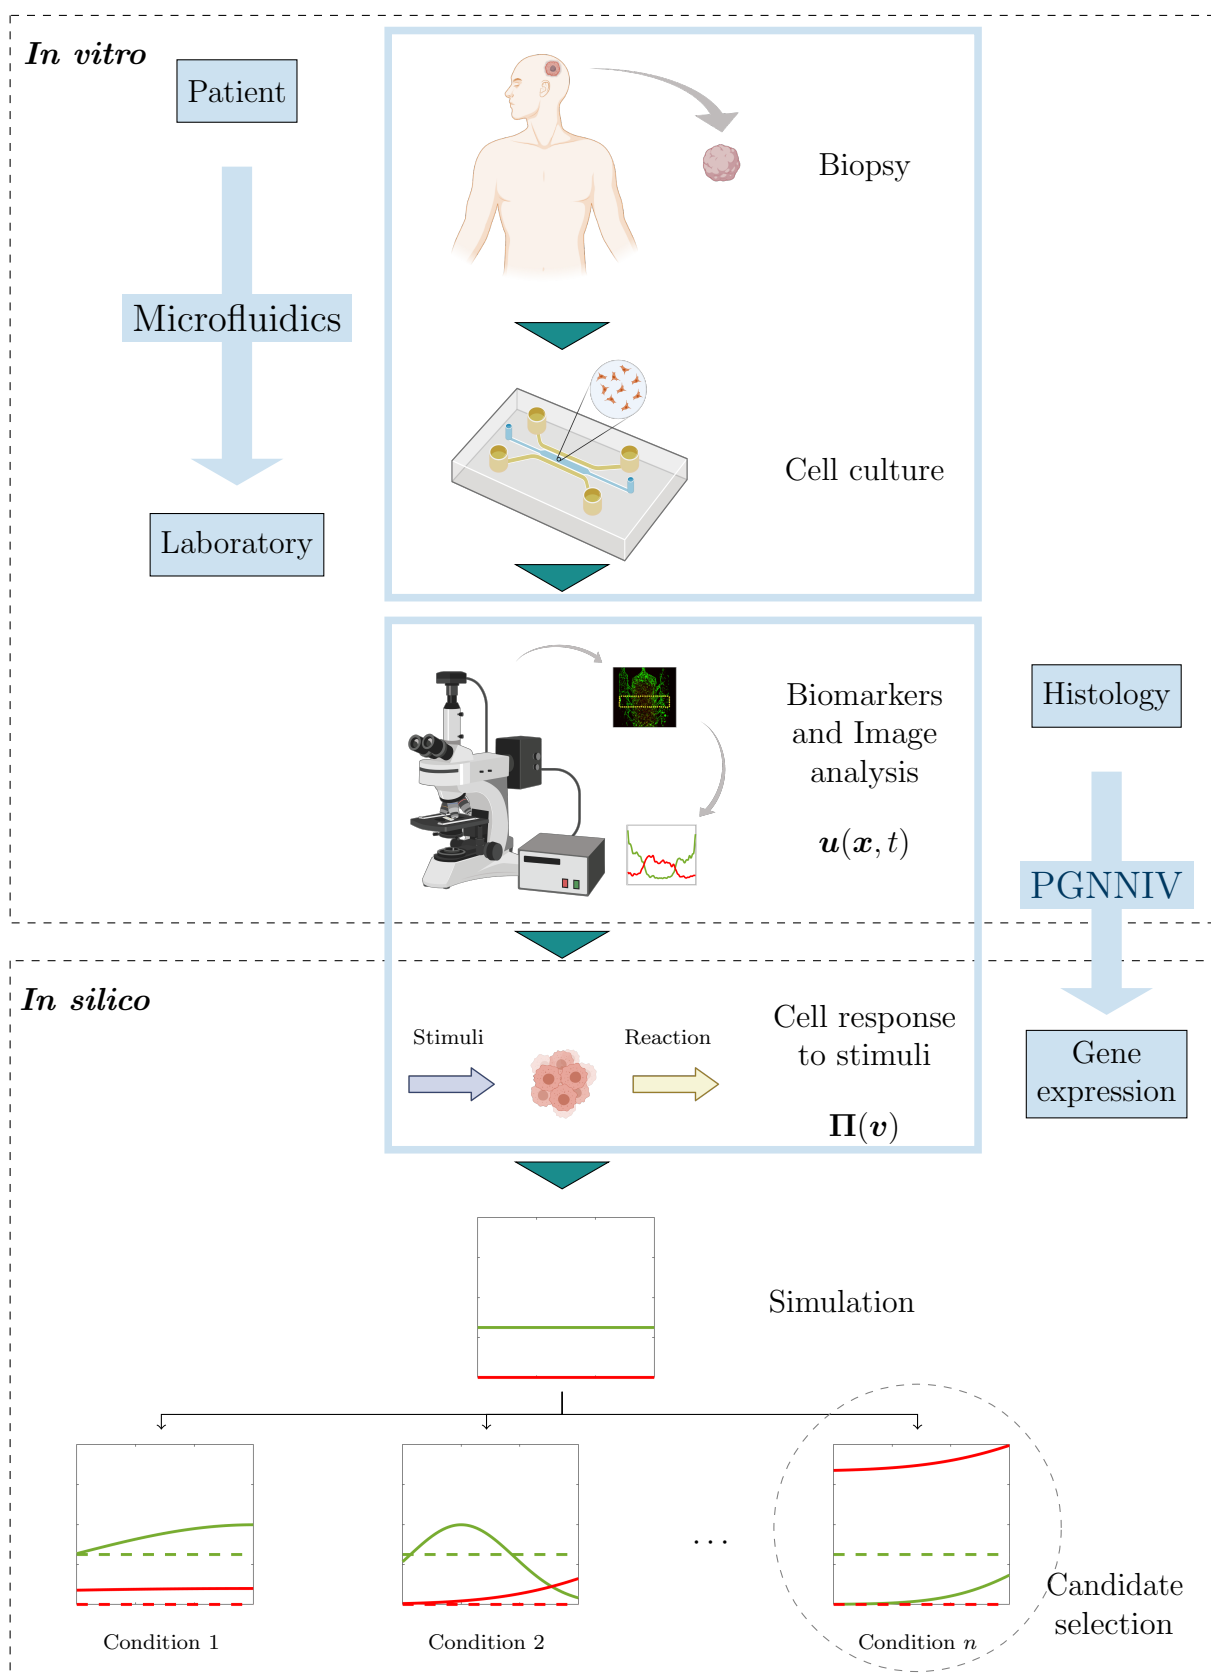 In vitro
Patient
Biopsy
Microfluidics
Cell culture
Laboratory
Biomarkers
and Image
analysis
u(x, t)
Histology
PGNNIV
In silico
Stimuli
Reaction
Cell response
to stimuli
Π(v)
Gene
expression
Simulation
. . .
Candidate
selection
Condition 1
Condition 2
Condition n